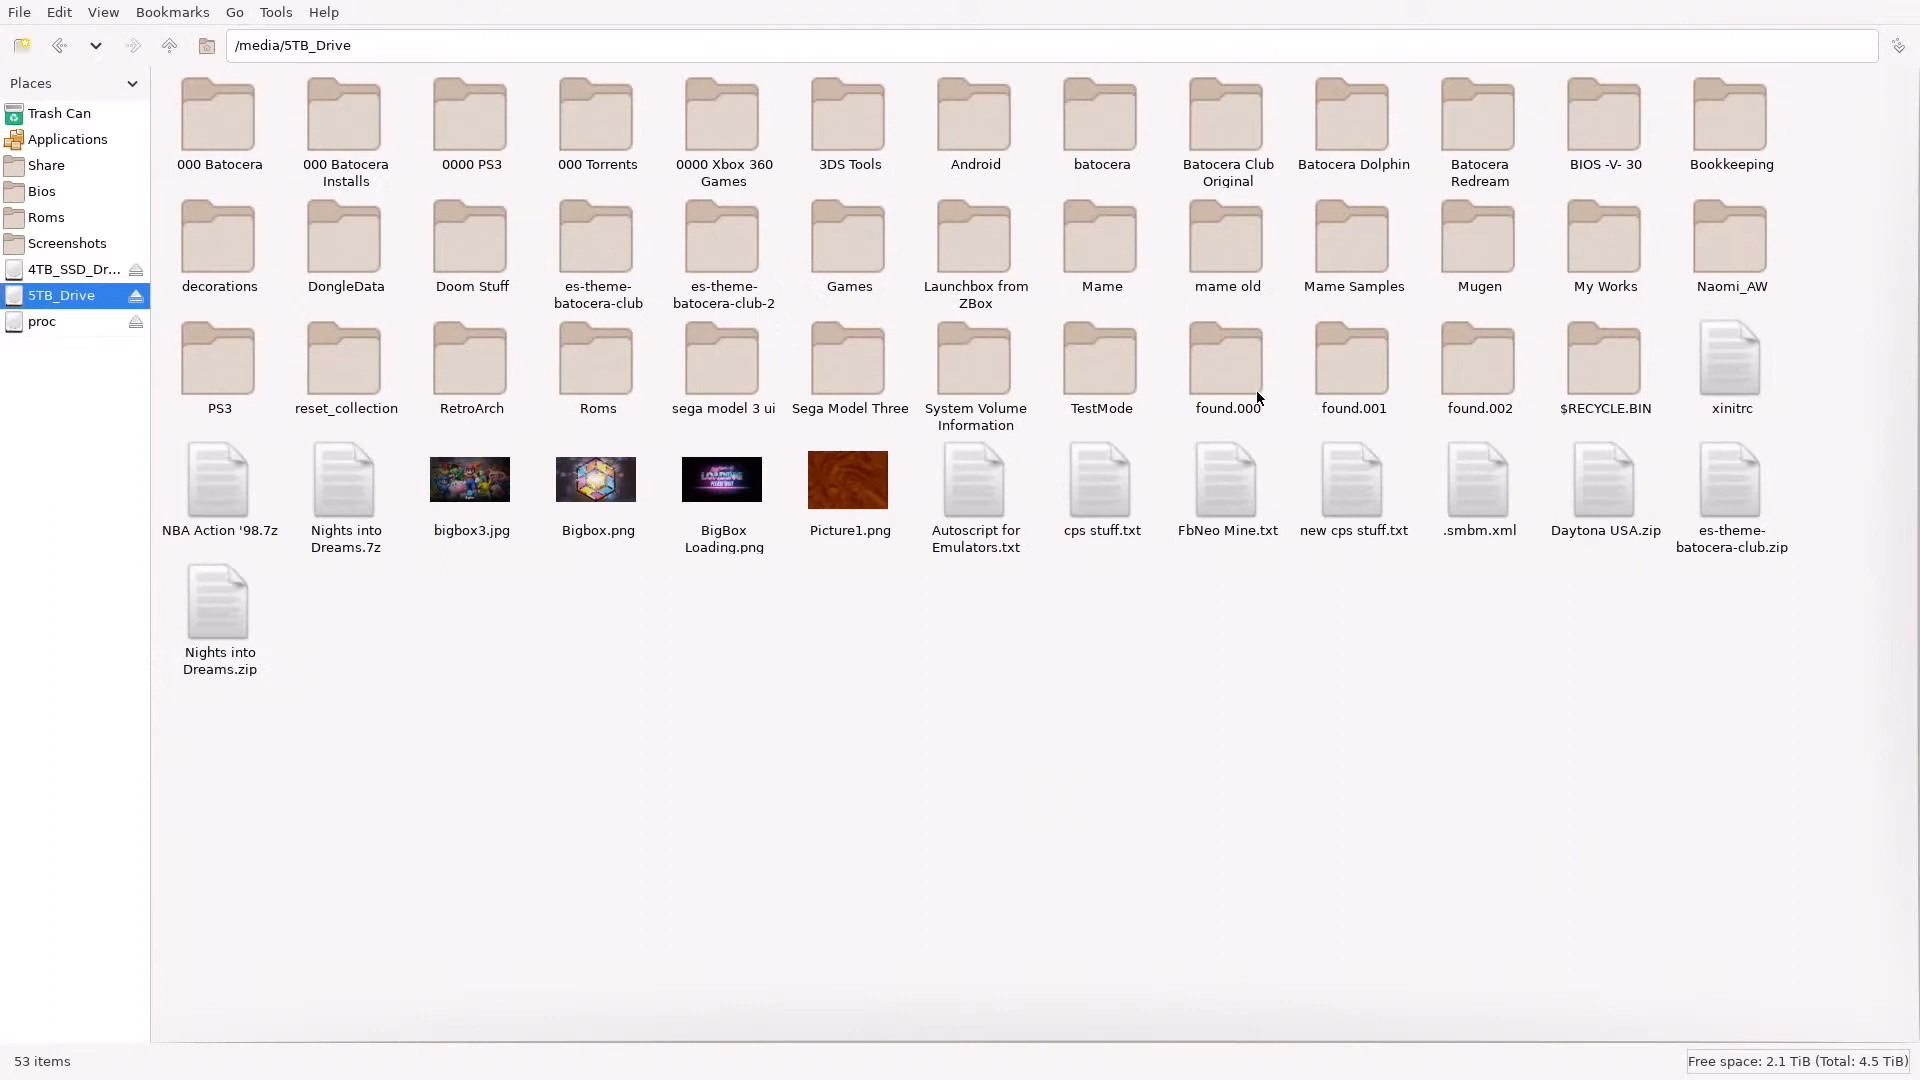 File Edit View Bookmarks Go Tools Help
/media/5TB_Drive
Places
Trash Can
Applications
Share
Bios
Roms
Screenshots
4TB_SSD_Dr...
5TB_Drive
proc
000 Batocera
000 Batocera
Installs
0000 PS3
000 Torrents
0000 Xbox 360
Games
3DS Tools
Android
batocera
Batocera Club
Original
Batocera Dolphin
Batocera
Redream
BIOS -V- 30
Bookkeeping
decorations
DongleData
Doom Stuff
es-theme-
batocera-club
es-theme-
batocera-club-2
Games
Launchbox from
ZBox
Mame
mame old
Mame Samples
Mugen
My Works
Naomi_AW
PS3
reset_collection
RetroArch
Roms
sega model 3 ui
Sega Model Three
System Volume
Information
TestMode
found.000
found.001
found.002
$RECYCLE.BIN
xinitrc
NBA Action '98.7z
Nights into
Dreams.7z
bigbox3.jpg
Bigbox.png
LOADING
BigBox
Loading.png
Picture1.png
Autoscript for
Emulators.txt
cps stuff.txt
FbNeo Mine.txt
new cps stuff.txt
.smbm.xml
Daytona USA.zip
es-theme-
batocera-club.zip
Nights into
Dreams.zip
53 items
Free space: 2.1 TiB (Total: 4.5 TiB)